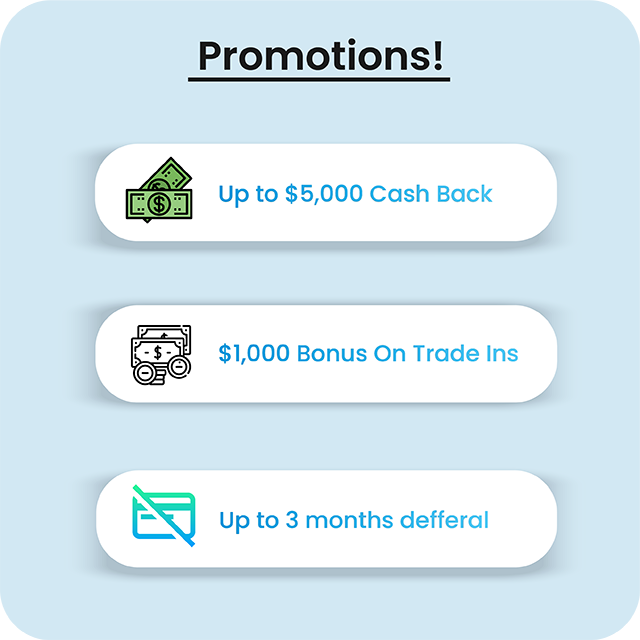 Promotions!
Up to $5,000 Cash Back
$1,000 Bonus On Trade Ins
Up to 3 months defferal